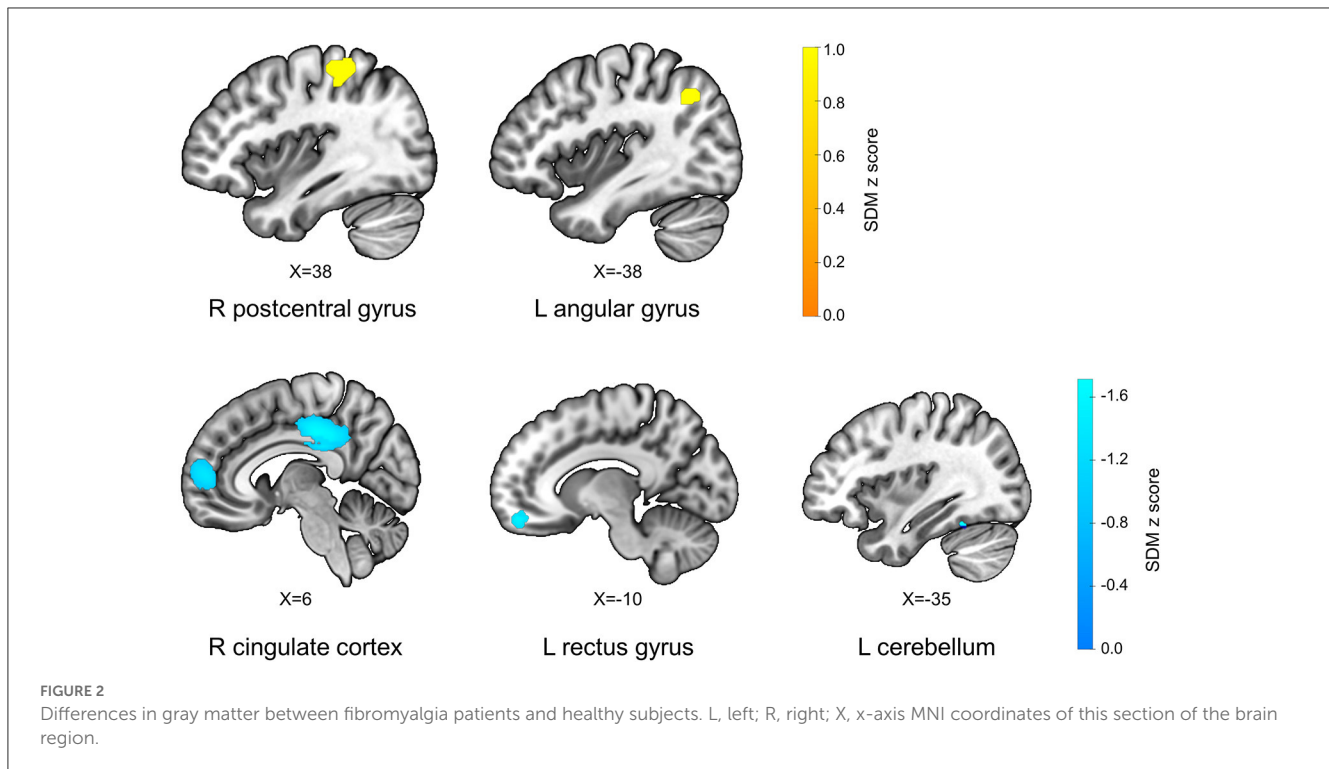 X=38
X=-38
R postcentral gyrus
L angular gyrus
1.0
0.8
0.6
0.4
0.2
0.0
SDM z score
X=6
X=-10
X=-35
R cingulate cortex
L rectus gyrus
L cerebellum
-1.6
-1.2
-0.8
-0.4
0.0
SDM z score
FIGURE 2
Differences in gray matter between fibromyalgia patients and healthy subjects. L, left; R, right; X, x-axis MNI coordinates of this section of the brain
region.